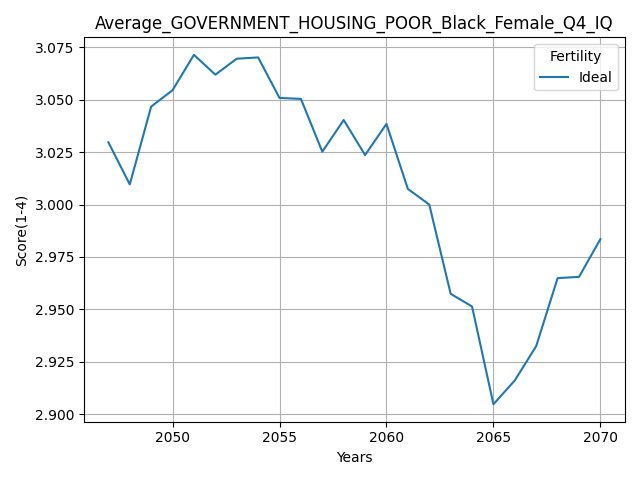 Average_GOVERNMENT_HOUSING_POOR_Black_Female_Q4_IQ
Fertility
Ideal
3.075
3.050
3.025
3.000
2.975
2.950
2.925
2.900
Score(1-4)
2050 2055 2060 2065 2070
Years